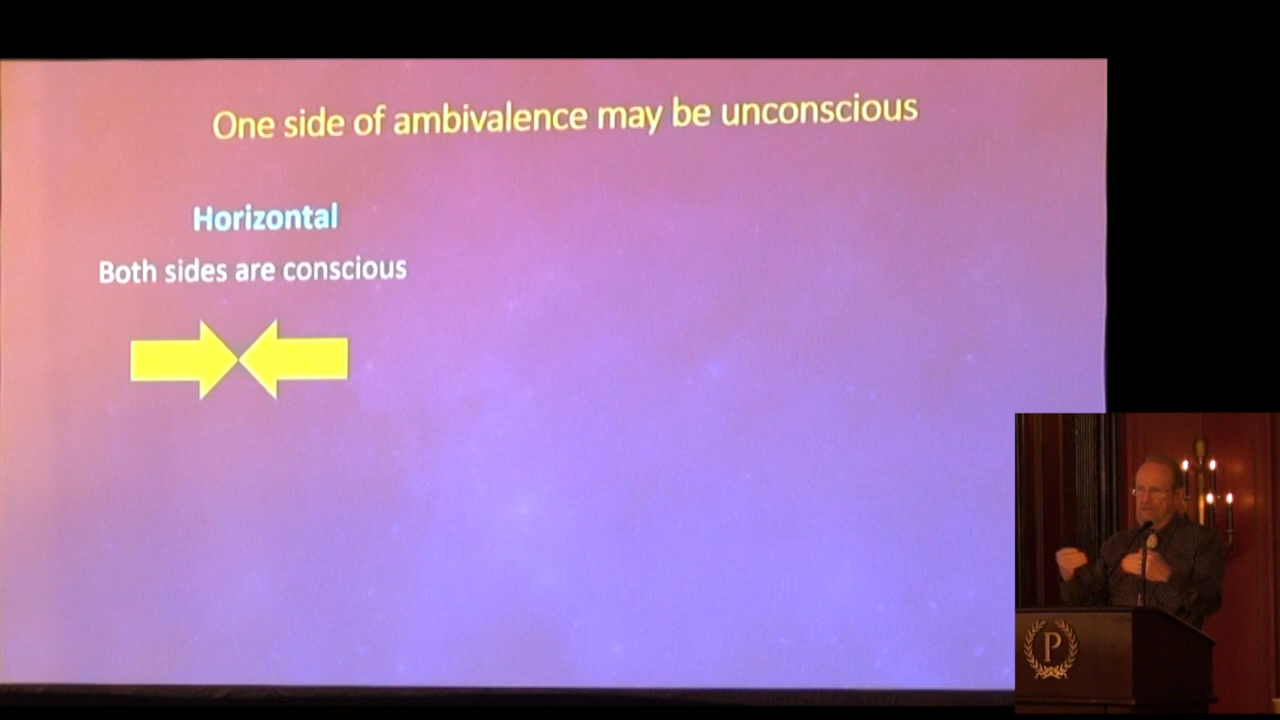 One side of ambivalence may be unconscious
Horizontal
Both sides are conscious
P